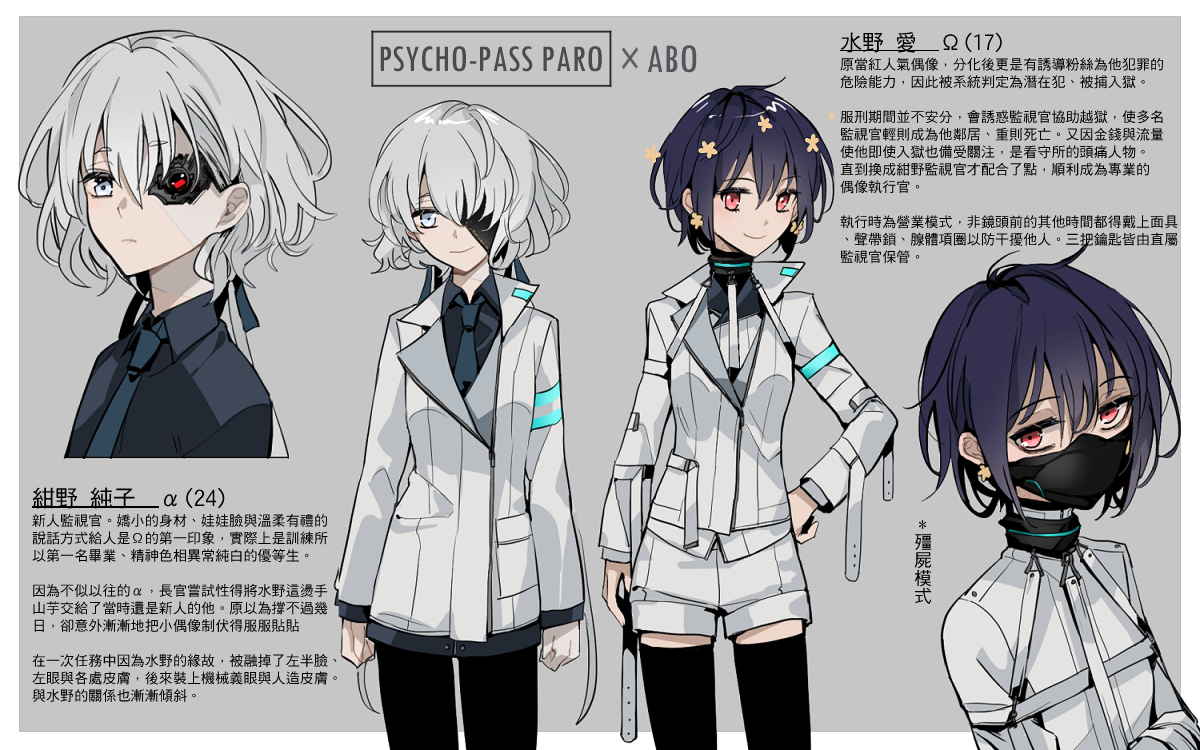 PSYCHO-PASS PARO × ABO
水野 愛 Ω (17)
原當紅人氣偶像，分化後更是有誘導粉絲為他犯罪的
危險能力，因此被系統判定為潛在犯、被捕入獄。
服刑期間並不安分，會誘惑監視官協助越獄，使多名
監視官輕則成為他鄰居、重則死亡。又因金錢與流量
使他即使入獄也備受關注，是看守所的頭痛人物。
直到換成紺野監視官才配合了點，順利成為專業的
偶像執行官。
執行時為營業模式，非鏡頭前的其他時間都得戴上面具
、聲帶鎖、腺體項圈以防干擾他人。三把鑰匙皆由直屬
監視官保管。
＊殭屍模式
紺野 純子 α (24)
新人監視官。嬌小的身材、娃娃臉與溫柔有禮的
說話方式給人是Ω的第一印象，實際上是訓練所
以第一名畢業、精神色相異常純白的優等生。
因為不似以往的α，長官嘗試性得將水野這燙手
山芋交給了當時還是新人的他。原以為撐不過幾
日，卻意外漸漸地把小偶像制伏得服服貼貼
在一次任務中因為水野的緣故，被融掉了左半臉、
左眼與各處皮膚，後來裝上機械義眼與人造皮膚。
與水野的關係也漸漸傾斜。